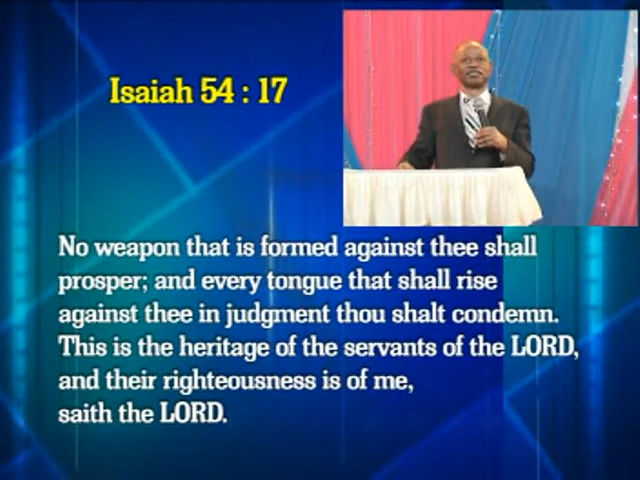 Isaiah 54 : 17
No weapon that is formed against thee shall
prosper; and every tongue that shall rise
against thee in judgment thou shalt condemn.
This is the heritage of the servants of the LORD,
and their righteousness is of me,
saith the LORD.